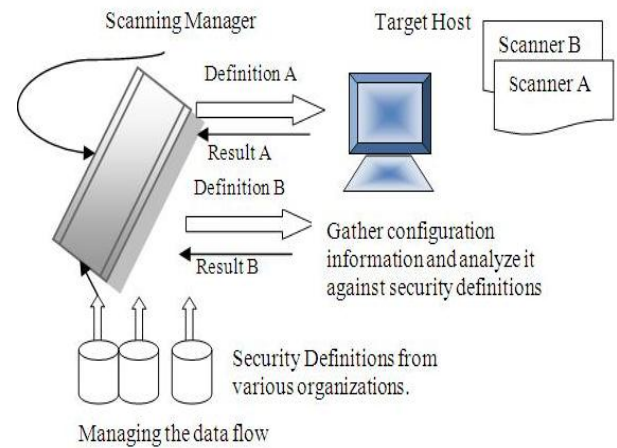 Scanning Manager
Target Host
Scanner B
Scanner A
Definition A
Result A
Definition B
Result B
Gather configuration
information and analyze it
against security definitions
Security Definitions from
various organizations.
Managing the data flow